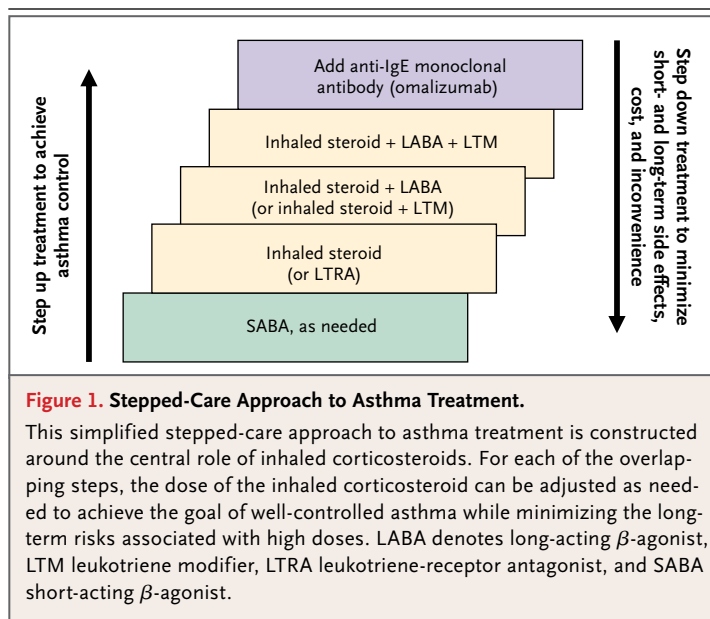 Step up treatment to achieve
asthma control
Add anti-IgE monoclonal
antibody (omalizumab)
Inhaled steroid + LABA + LTM
Inhaled steroid + LABA
(or inhaled steroid + LTM)
Inhaled steroid
(or LTRA)
SABA, as needed
Step down treatment to minimize
short- and long-term side effects,
cost, and inconvenience
Figure 1. Stepped-Care Approach to Asthma Treatment.
This simplified stepped-care approach to asthma treatment is constructed
around the central role of inhaled corticosteroids. For each of the overlap-
ping steps, the dose of the inhaled corticosteroid can be adjusted as need-
ed to achieve the goal of well-controlled asthma while minimizing the long-
term risks associated with high doses. LABA denotes long-acting β-agonist,
LTM leukotriene modifier, LTRA leukotriene-receptor antagonist, and SABA
short-acting β-agonist.